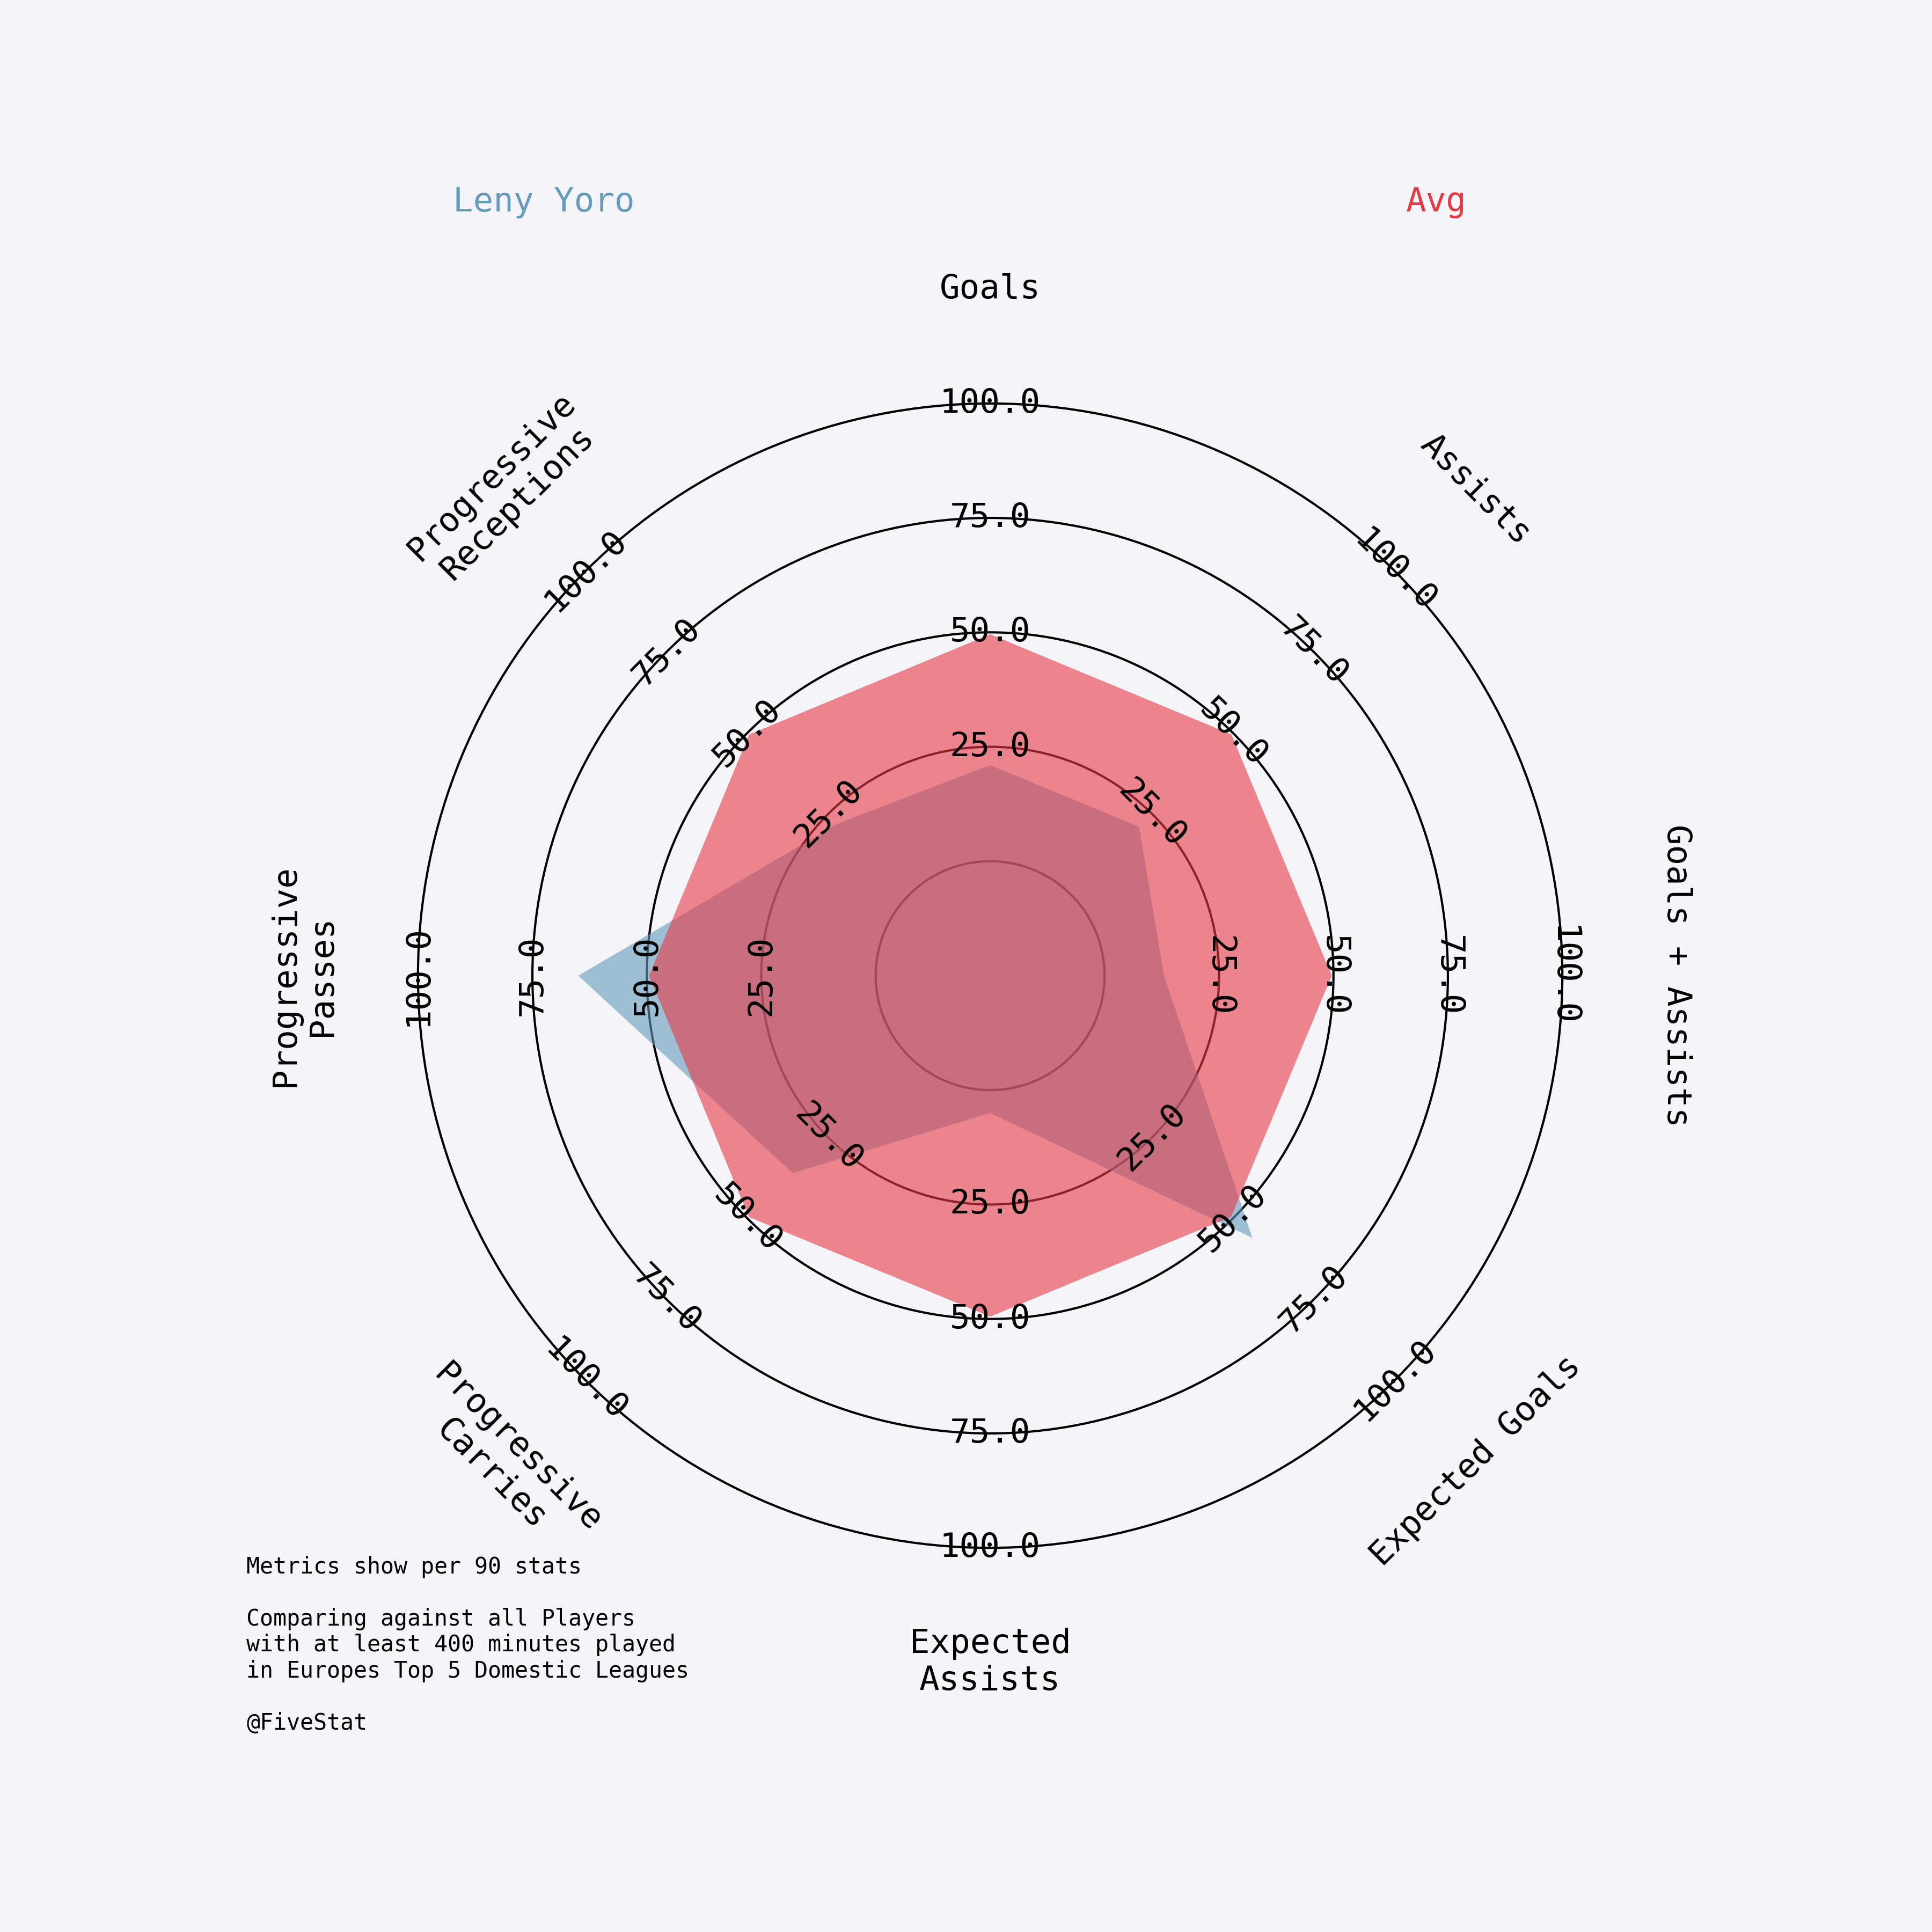 Leny Yoro
Avg
Goals
Assists
Goals + Assists
Expected Goals
Expected
Assists
Progressive
Carries
Progressive
Passes
Progressive
Receptions
100.0
75.0
50.0
25.0
100.0
75.0
50.0
25.0
100.0
75.0
50.0
25.0
100.0
75.0
50.0
25.0
25.0
50.0
75.0
100.0
25.0
50.0
75.0
100.0
100.0
75.0
50.0
25.0
100.0
75.0
50.0
25.0
Metrics show per 90 stats
Comparing against all Players
with at least 400 minutes played
in Europes Top 5 Domestic Leagues
@FiveStat